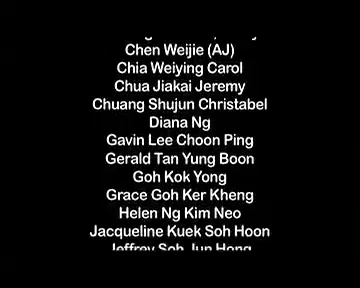 Chen Weijie (AJ)
Chia Weiying Carol
Chua Jiakai Jeremy
Chuang Shujun Christabel
Diana Ng
Gavin Lee Choon Ping
Gerald Tan Yung Boon
Goh Kok Yong
Grace Goh Ker Kheng
Helen Ng Kim Neo
Jacqueline Kuek Soh Hoon
Jeffrey Soh Jun Hong